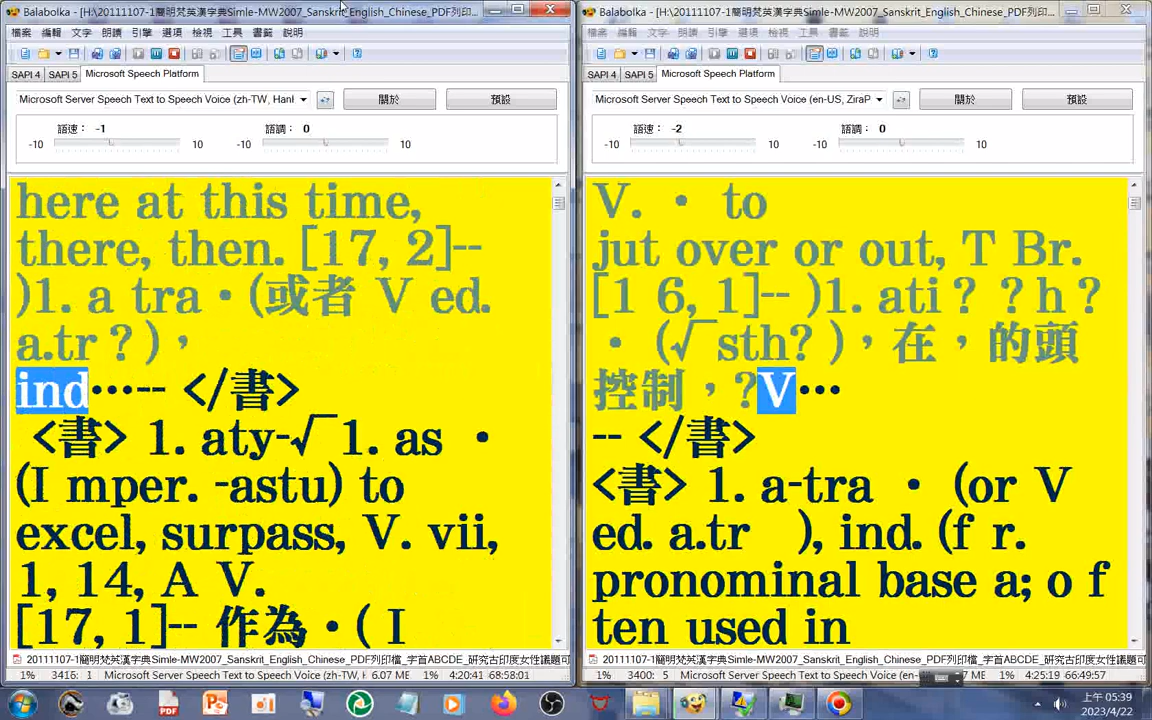 Balabolka - [H:\20111107-1簡明梵英漢字典Simle-MW2007_Sanskrit_English_Chinese_PDF列印...
檔案 編輯 文字 朗讀 引擎 選項 檢視 工具 書籤 說明
SAPI 4 SAPI 5 Microsoft Speech Platform
Microsoft Server Speech Text to Speech Voice (zh-TW, HanH 關於 預設
語速： -1 語調： 0
-10 10 -10 10
here at this time,
there, then. [17, 2]--
)1. a tra・(或者 V ed.
a.tr？)，
ind…-- </書>
<書> 1. aty-√ 1. as ・
(I mper. -astu) to
excel, surpass, V. vii,
1, 14, A V.
[17, 1]-- 作為・( I
20111107-1簡明梵英漢字典Simle-MW2007_Sanskrit_English_Chinese_PDF列印檔_字首ABCDE_研究古印度女性議題可
1% 3416: 1 Microsoft Server Speech Text to Speech Voice (zh-TW, H 6.07 ME 1% 4:20:41 68:58:01
Balabolka - [H:\20111107-1簡明梵英漢字典Simle-MW2007_Sanskrit_English_Chinese_PDF列印...
檔案 編輯 文字 朗讀 引擎 選項 檢視 工具 書籤 說明
SAPI 4 SAPI 5 Microsoft Speech Platform
Microsoft Server Speech Text to Speech Voice (en-US, ZiraP 關於 預設
語速： -2 語調： 0
-10 10 -10 10
V. ・ to
jut over or out, T Br.
[1 6, 1]-- )1. ati？ ？h？
・ (√ sth? )，在，的頭
控制，?V…
-- </書>
<書> 1. a-tra ・ (or V
ed. a.tr ), ind. (f r.
pronominal base a; o f
ten used in
20111107-1簡明梵英漢字典Simle-MW2007_Sanskrit_English_Chinese_PDF列印檔_字首ABCDE_研究古印度女性議題可
1% 3400: 5 Microsoft Server Speech Text to Speech Voice (en-U ME 1% 4:25:19 66:49:57
上午 05:39
2023/4/22